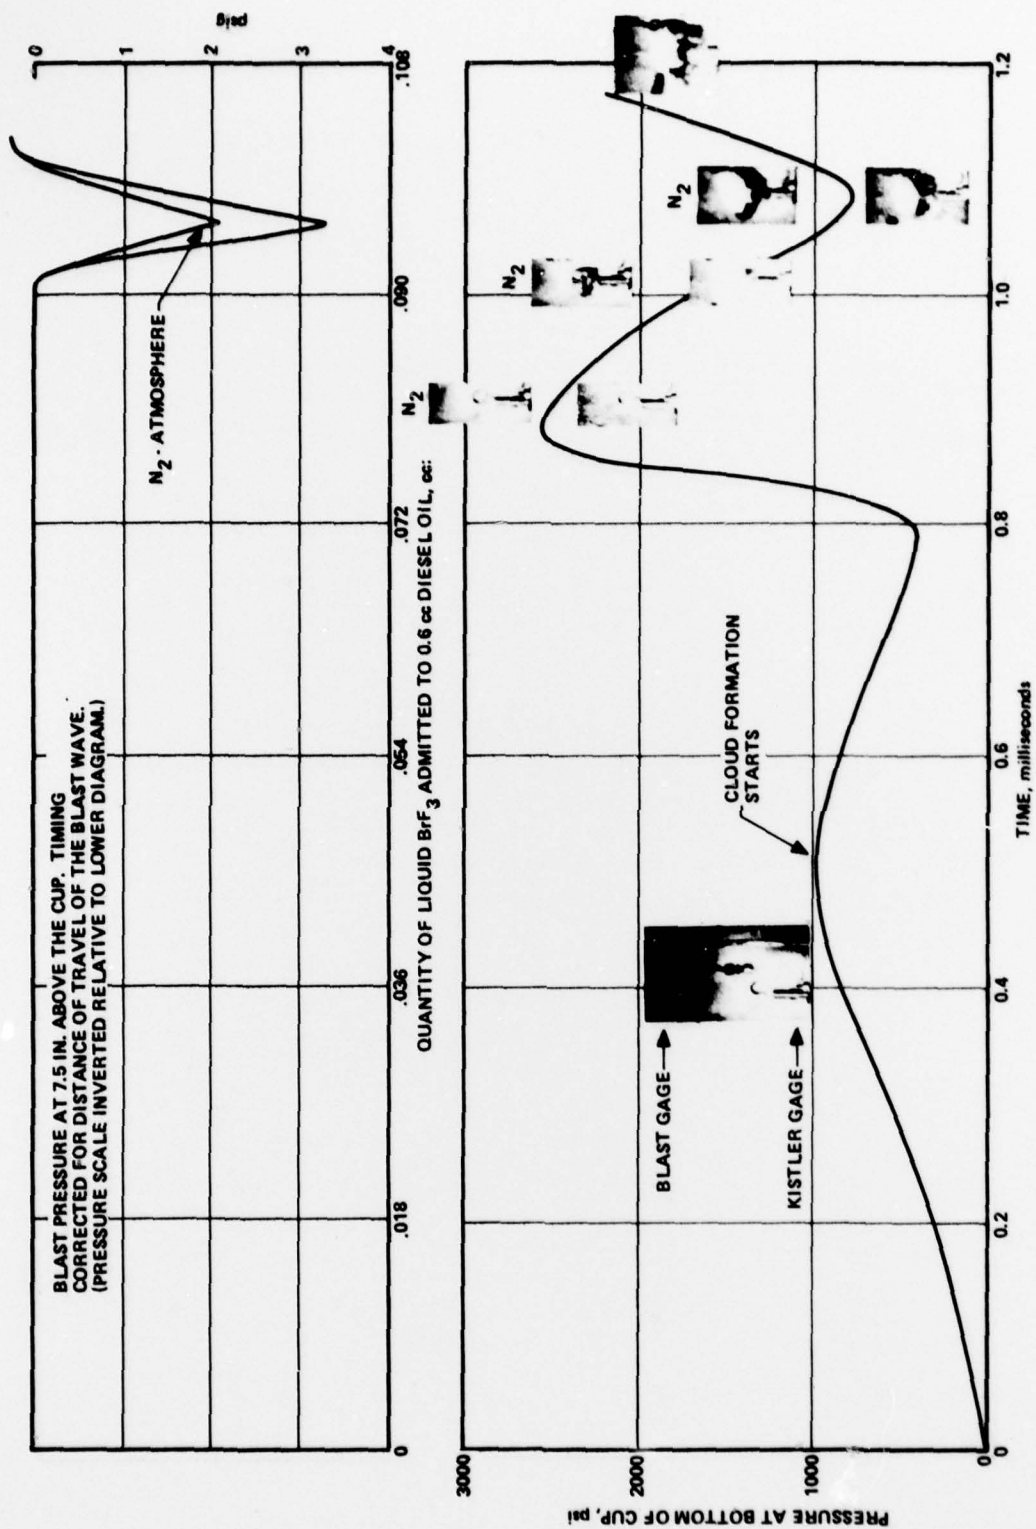 BLAST PRESSURE AT 7.5 IN. ABOVE THE CUP. TIMING
CORRECTED FOR DISTANCE OF TRAVEL OF THE BLAST WAVE.
(PRESSURE SCALE INVERTED RELATIVE TO LOWER DIAGRAM.)
N2 - ATMOSPHERE
0
1
2
3
4
psig
0
.018
.036
.054
.072
.090
.108
QUANTITY OF LIQUID BrF3 ADMITTED TO 0.6 cc DIESEL OIL, cc:
3000
2000
1000
0
PRESSURE AT BOTTOM OF CUP, psi
BLAST GAGE
KISTLER GAGE
CLOUD FORMATION
STARTS
N2
N2
N2
0
0.2
0.4
0.6
0.8
1.0
1.2
TIME, milliseconds